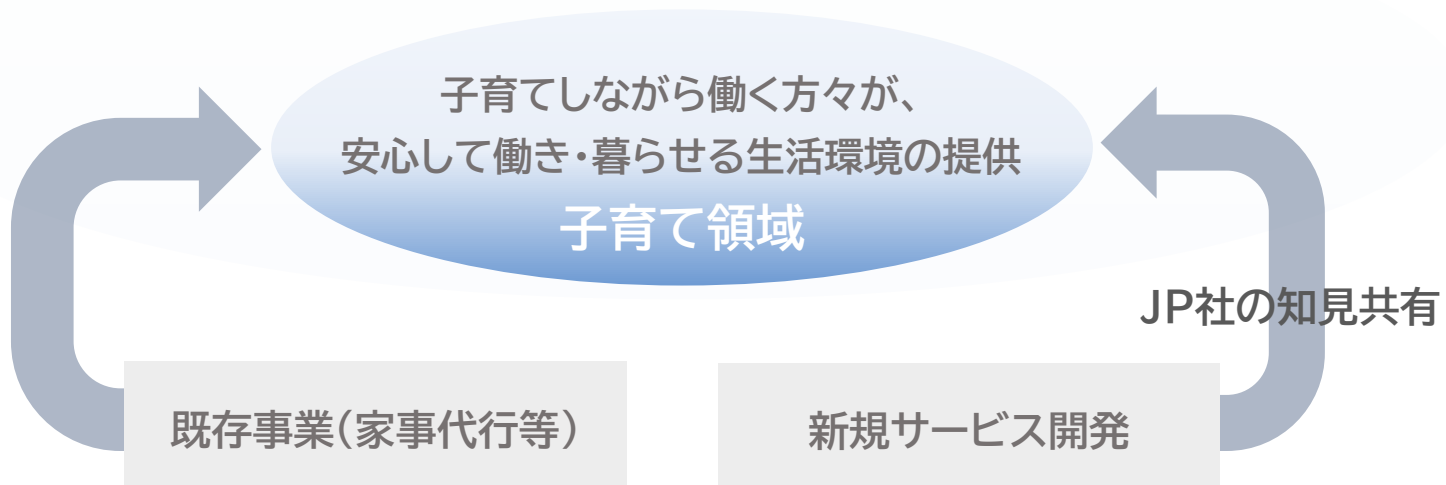 子育てしながら働く方々が、
安心して働き・暮らせる生活環境の提供
子育て領域
JP社の知見共有
既存事業(家事代行等)
新規サービス開発